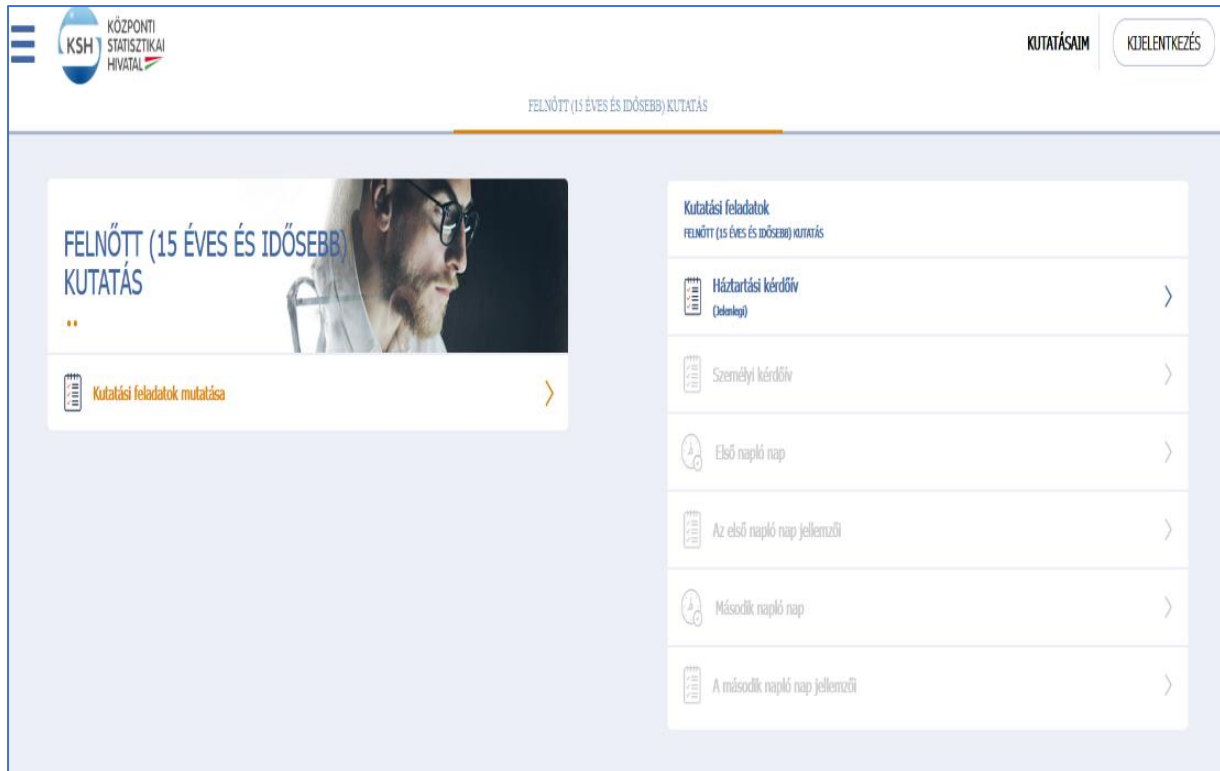 KSH
KÖZPONTI
STATISZTIKAI
HIVATAL
KUTATÁSAIM
KIJELENTKEZÉS
FELNŐTT (15 ÉVES ÉS IDŐSEBB) KUTATÁS
FELNŐTT (15 ÉVES ÉS IDŐSEBB)
KUTATÁS
Kutatási feladatok mutatása
Kutatási feladatok
FELNŐTT (15 ÉVES ÉS IDŐSEBB) KUTATÁS
Háztartási kérdőív
(Jelenlegi)
Személyi kérdőív
Első napló nap
Az első napló nap jellemzői
Második napló nap
A második napló nap jellemzői